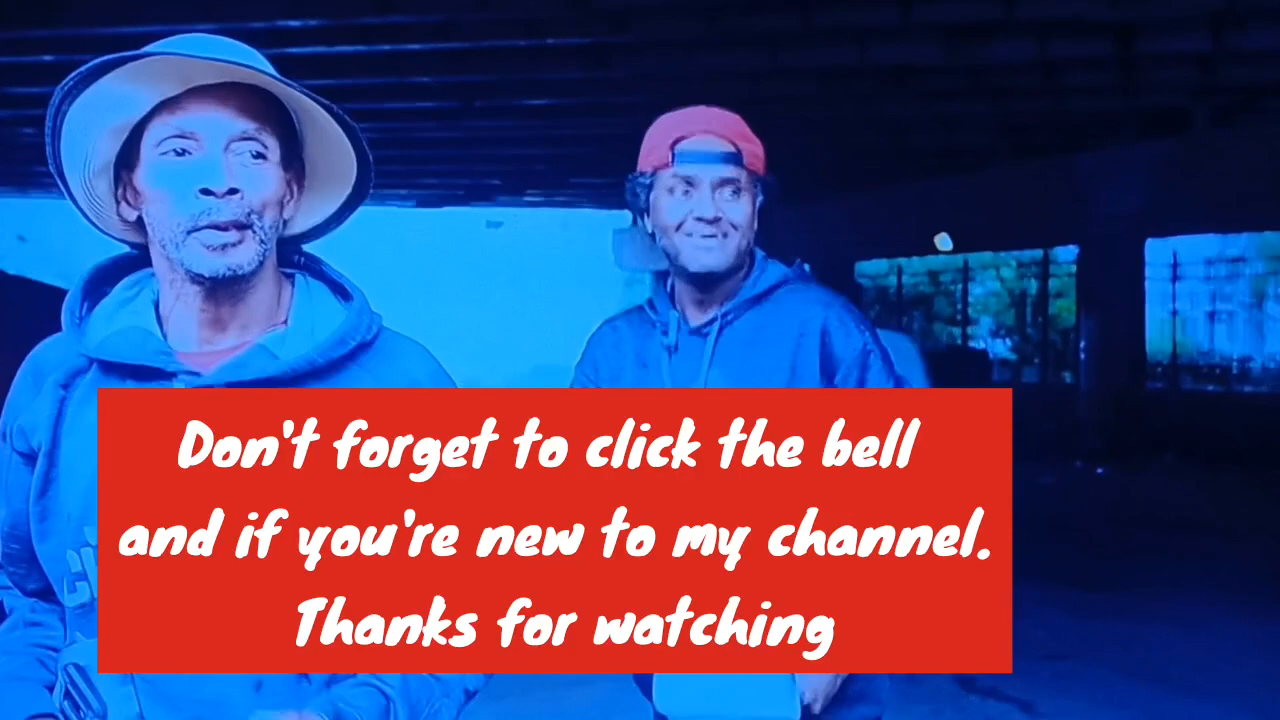 Don't forget to click the bell
and if you're new to my channel.
Thanks for watching